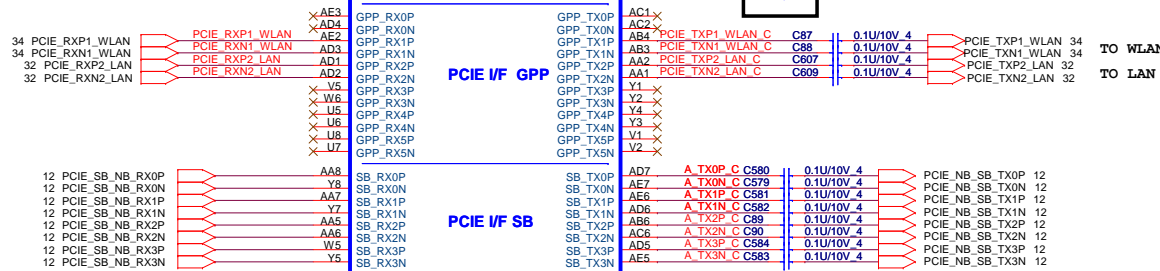 AE3 GPP_RX0P GPP_TX0P AC1
AD4 GPP_RX0N GPP_TX0N AC2
34 PCIE_RXP1_WLAN PCIE_RXP1_WLAN AE2 GPP_RX1P GPP_TX1P AB4 PCIE_TXP1_WLAN_C C87 0.1U/10V_4 PCIE_TXP1_WLAN 34
34 PCIE_RXN1_WLAN PCIE_RXN1_WLAN AD3 GPP_RX1N GPP_TX1N AB3 PCIE_TXN1_WLAN_C C88 0.1U/10V_4 PCIE_TXN1_WLAN 34 TO WLAN
32 PCIE_RXP2_LAN PCIE_RXP2_LAN AD1 GPP_RX2P GPP_TX2P AA2 PCIE_TXP2_LAN_C C607 0.1U/10V_4 PCIE_TXP2_LAN 32
32 PCIE_RXN2_LAN PCIE_RXN2_LAN AD2 GPP_RX2N PCIE I/F GPP GPP_TX2N AA1 PCIE_TXN2_LAN_C C609 0.1U/10V_4 PCIE_TXN2_LAN 32 TO LAN
V5 GPP_RX3P GPP_TX3P Y1
W6 GPP_RX3N GPP_TX3N Y2
U5 GPP_RX4P GPP_TX4P Y4
U6 GPP_RX4N GPP_TX4N Y3
U8 GPP_RX5P GPP_TX5P V1
U7 GPP_RX5N GPP_TX5N V2
12 PCIE_SB_NB_RX0P AA8 SB_RX0P SB_TX0P AD7 A_TX0P_C C580 0.1U/10V_4 PCIE_NB_SB_TX0P 12
12 PCIE_SB_NB_RX0N Y8 SB_RX0N SB_TX0N AE7 A_TX0N_C C579 0.1U/10V_4 PCIE_NB_SB_TX0N 12
12 PCIE_SB_NB_RX1P AA7 SB_RX1P SB_TX1P AE6 A_TX1P_C C581 0.1U/10V_4 PCIE_NB_SB_TX1P 12
12 PCIE_SB_NB_RX1N Y7 SB_RX1N SB_TX1N AD6 A_TX1N_C C582 0.1U/10V_4 PCIE_NB_SB_TX1N 12
12 PCIE_SB_NB_RX2P AA5 SB_RX2P PCIE I/F SB SB_TX2P AB6 A_TX2P_C C89 0.1U/10V_4 PCIE_NB_SB_TX2P 12
12 PCIE_SB_NB_RX2N AA6 SB_RX2N SB_TX2N AC6 A_TX2N_C C90 0.1U/10V_4 PCIE_NB_SB_TX2N 12
12 PCIE_SB_NB_RX3P W5 SB_RX3P SB_TX3P AD5 A_TX3P_C C584 0.1U/10V_4 PCIE_NB_SB_TX3P 12
12 PCIE_SB_NB_RX3N Y5 SB_RX3N SB_TX3N AE5 A_TX3N_C C583 0.1U/10V_4 PCIE_NB_SB_TX3N 12